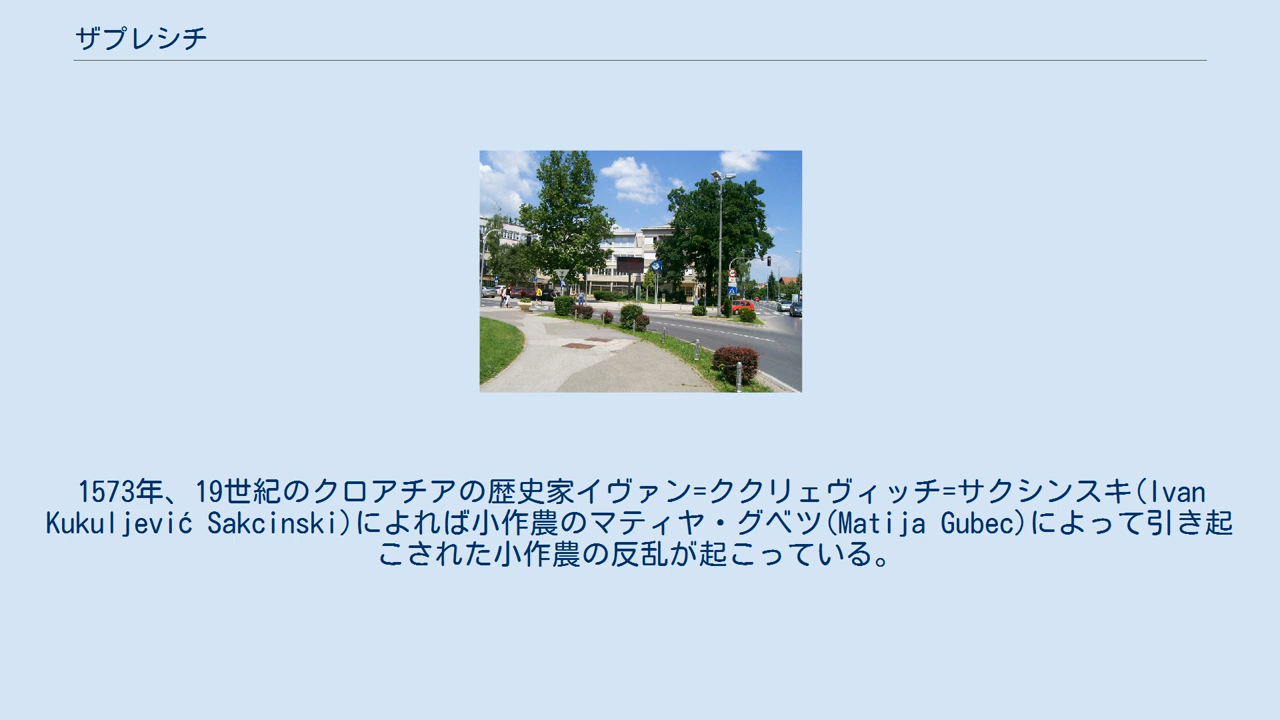 ザプレシチ
1573年、19世紀のクロアチアの歴史家イヴァン=ククリェヴィッチ=サクシンスキ(Ivan
Kukuljević Sakcinski)によれば小作農のマティヤ・グベツ(Matija Gubec)によって引き起
こされた小作農の反乱が起こっている。